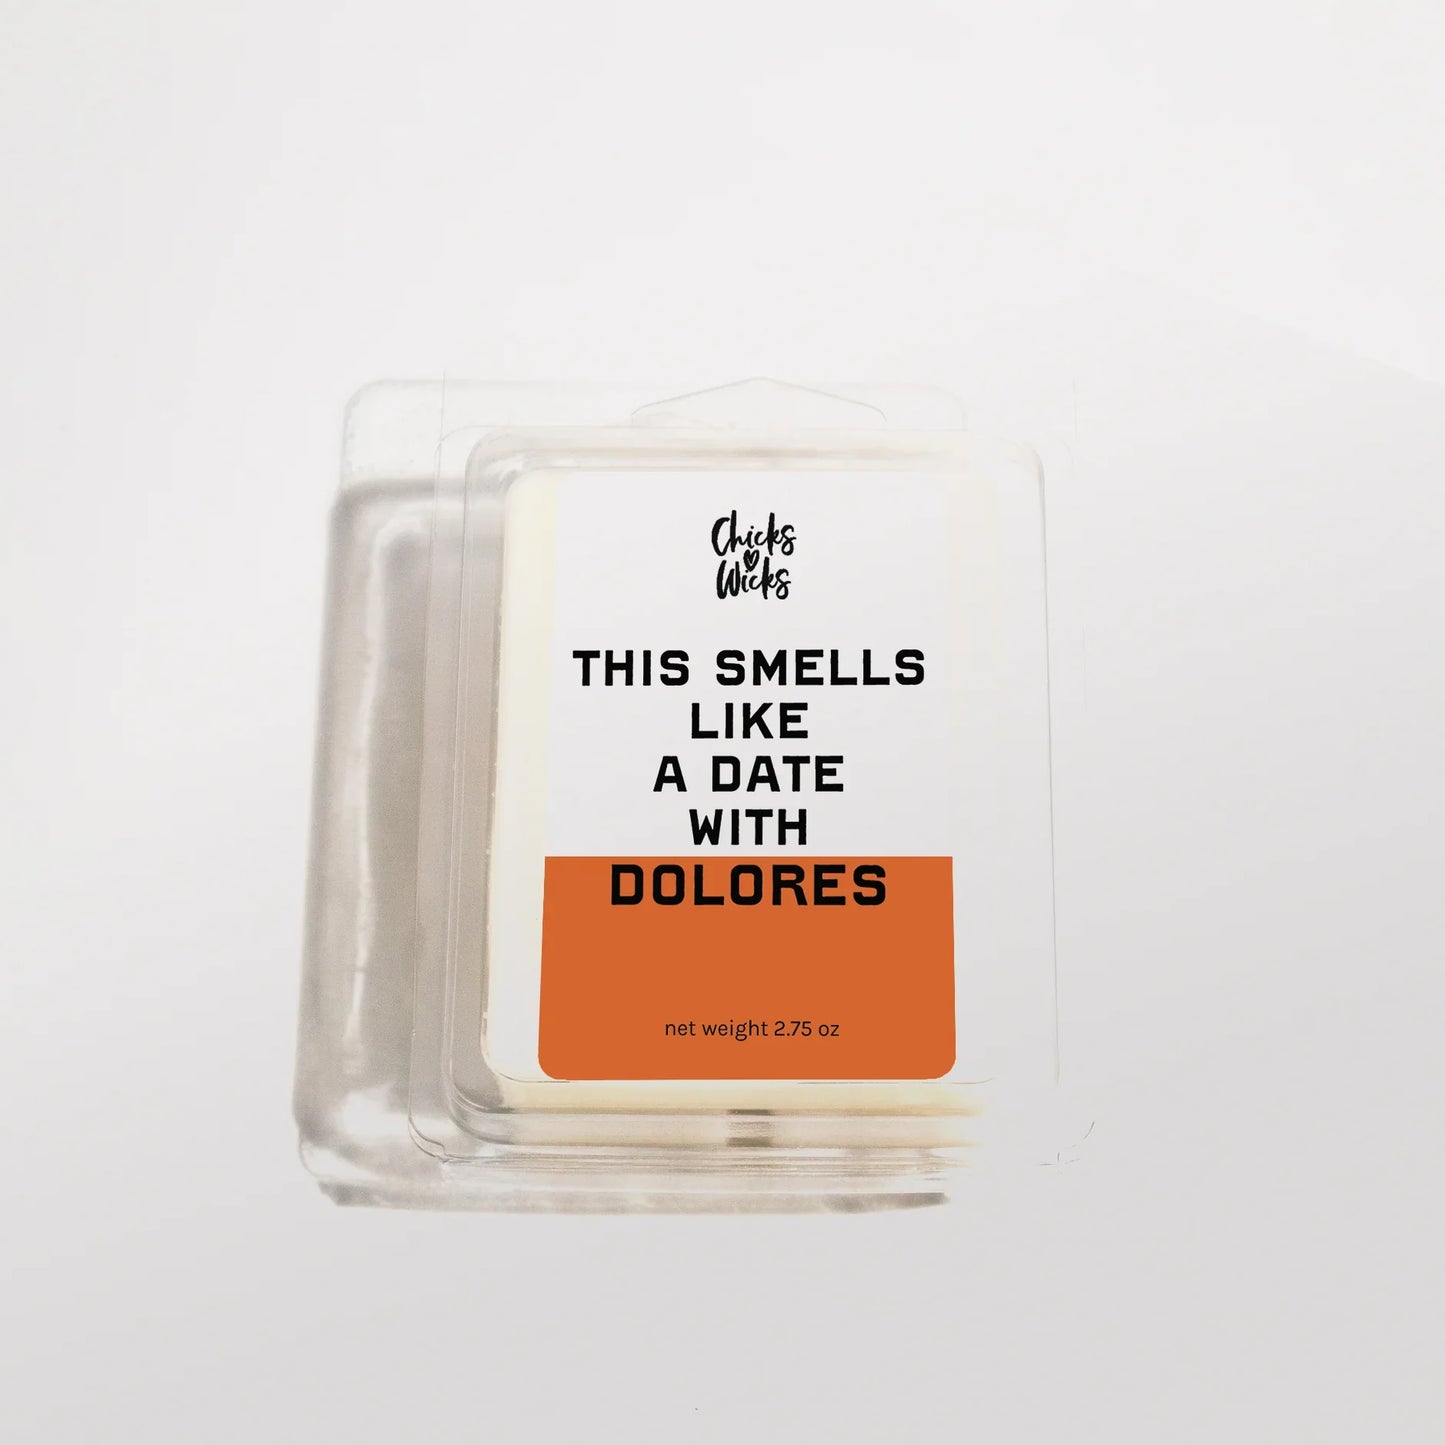 Chicks
Wicks
THIS SMELLS
LIKE
A DATE
WITH
DOLORES
net weight 2.75 oz